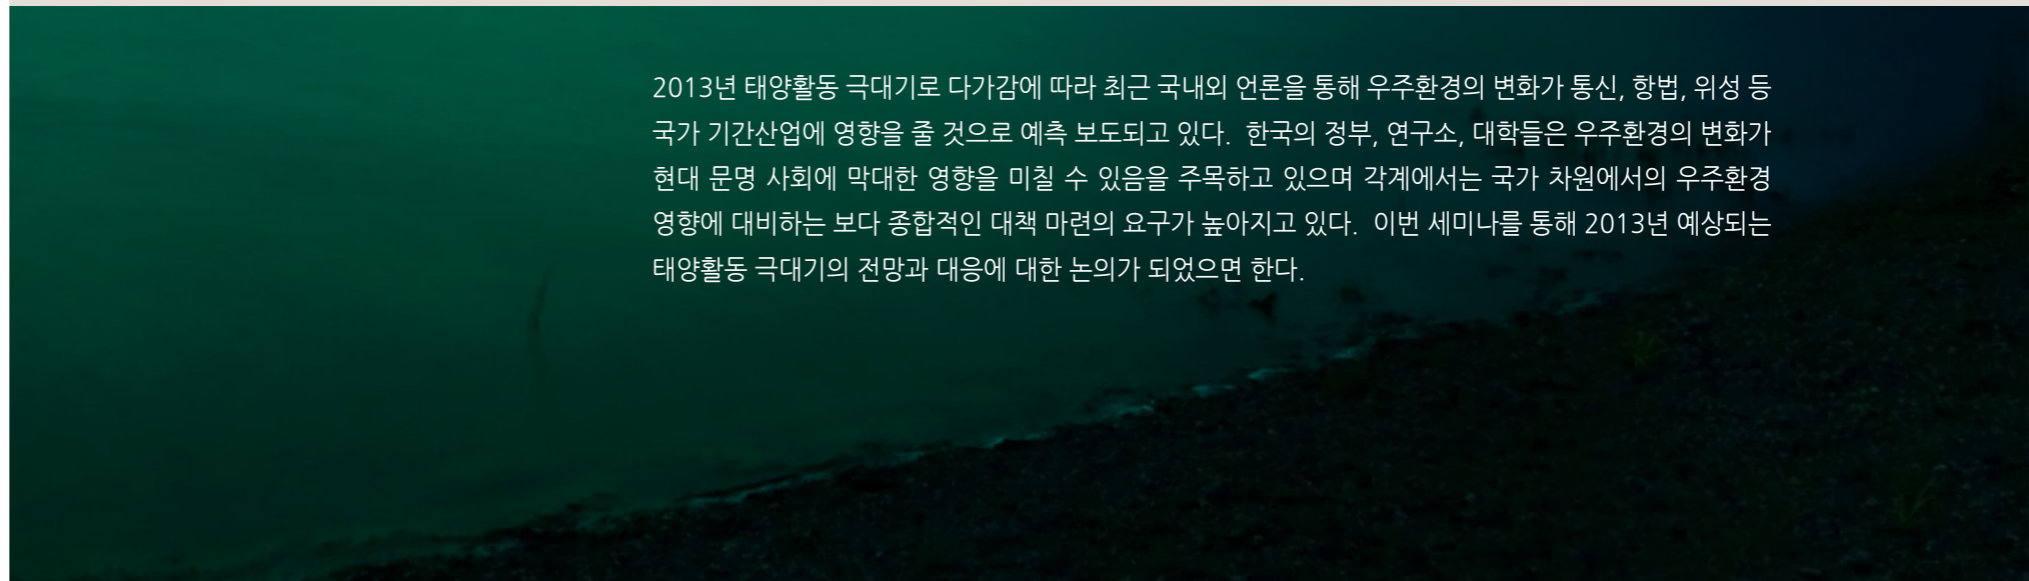 2013년 태양활동 극대기로 다가감에 따라 최근 국내외 언론을 통해 우주환경의 변화가 통신, 항법, 위성 등
국가 기간산업에 영향을 줄 것으로 예측 보도되고 있다.  한국의 정부, 연구소, 대학들은 우주환경의 변화가
현대 문명 사회에 막대한 영향을 미칠 수 있음을 주목하고 있으며 각계에서는 국가 차원에서의 우주환경
영향에 대비하는 보다 종합적인 대책 마련의 요구가 높아지고 있다.  이번 세미나를 통해 2013년 예상되는
태양활동 극대기의 전망과 대응에 대한 논의가 되었으면 한다.